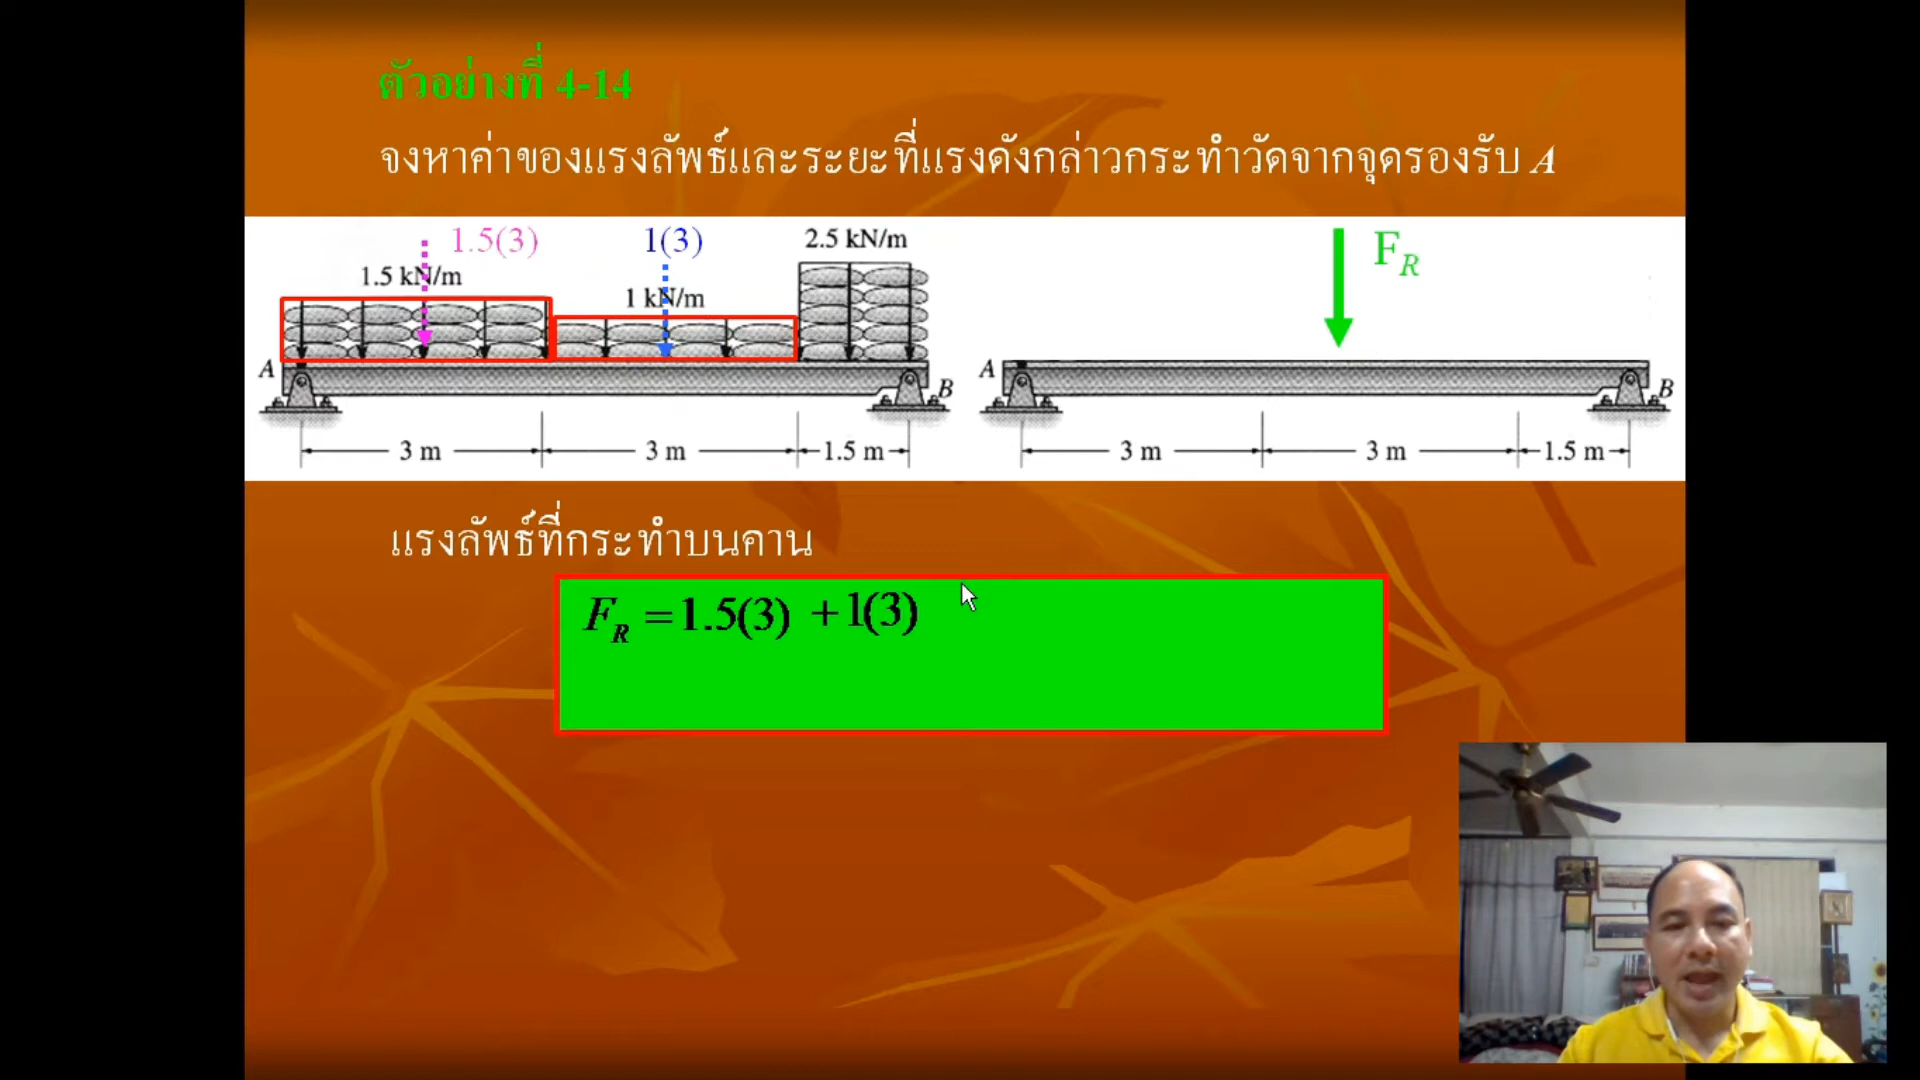 ตัวอย่างที่ 4-14
จงหาค่าของแรงลัพธ์และระยะที่แรงดังกล่าวกระทำวัดจากจุดรองรับ A
1.5(3)
1(3)
2.5 kN/m
1.5 kN/m
1 kN/m
A
B
3 m
3 m
1.5 m
F_R
A
B
3 m
3 m
1.5 m
แรงลัพธ์ที่กระทำบนคาน
F_R = 1.5(3) + 1(3)